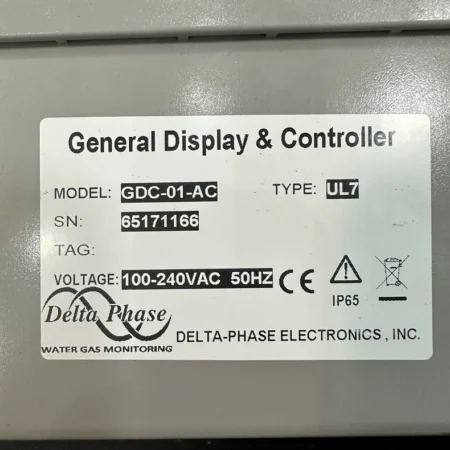 General Display & Controller
MODEL: GDC-01-AC TYPE: UL7
SN: 65171166
TAG:
VOLTAGE: 100-240VAC 50HZ CE
IP65
Delta Phase
WATER GAS MONITORING
DELTA-PHASE ELECTRONICS , INC.